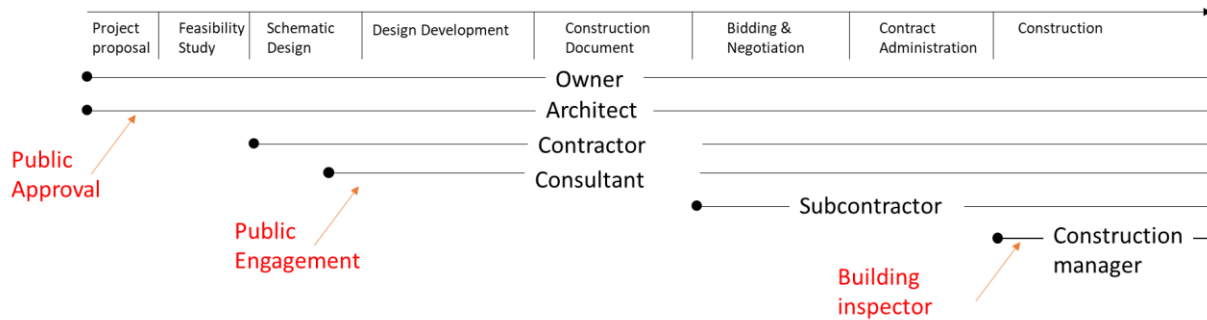 Project
proposal
Feasibility
Study
Schematic
Design
Design Development
Construction
Document
Bidding &
Negotiation
Contract
Administration
Construction
Owner
Architect
Contractor
Consultant
Subcontractor
Construction
manager
Public
Approval
Public
Engagement
Building
inspector